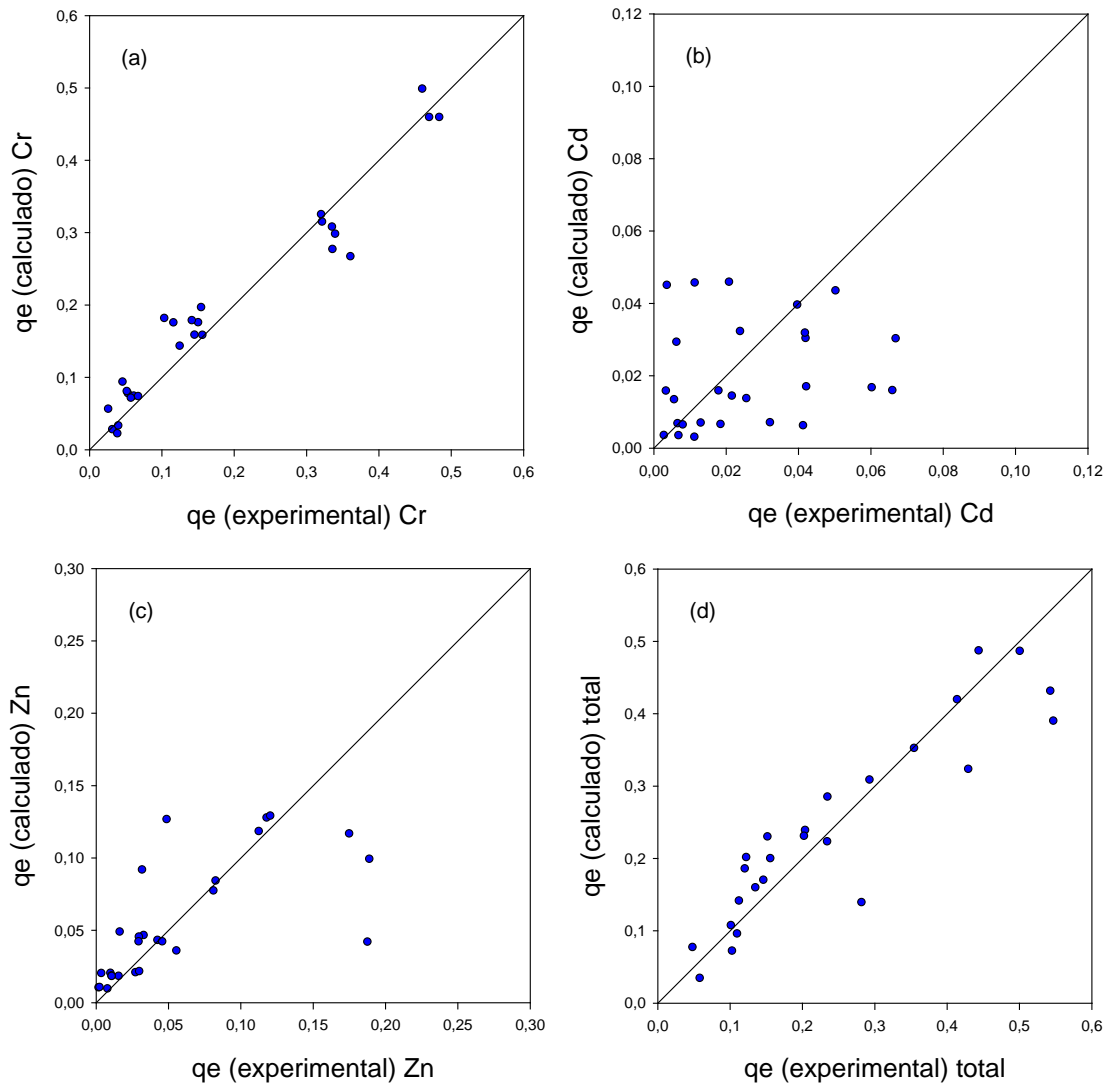 (a)
qe (calculado) Cr
0,6
0,5
0,4
0,3
0,2
0,1
0,0
0,0 0,1 0,2 0,3 0,4 0,5 0,6
qe (experimental) Cr
(b)
qe (calculado) Cd
0,12
0,10
0,08
0,06
0,04
0,02
0,00
0,00 0,02 0,04 0,06 0,08 0,10 0,12
qe (experimental) Cd
(c)
qe (calculado) Zn
0,30
0,25
0,20
0,15
0,10
0,05
0,00
0,00 0,05 0,10 0,15 0,20 0,25 0,30
qe (experimental) Zn
(d)
qe (calculado) total
0,6
0,5
0,4
0,3
0,2
0,1
0,0
0,0 0,1 0,2 0,3 0,4 0,5 0,6
qe (experimental) total